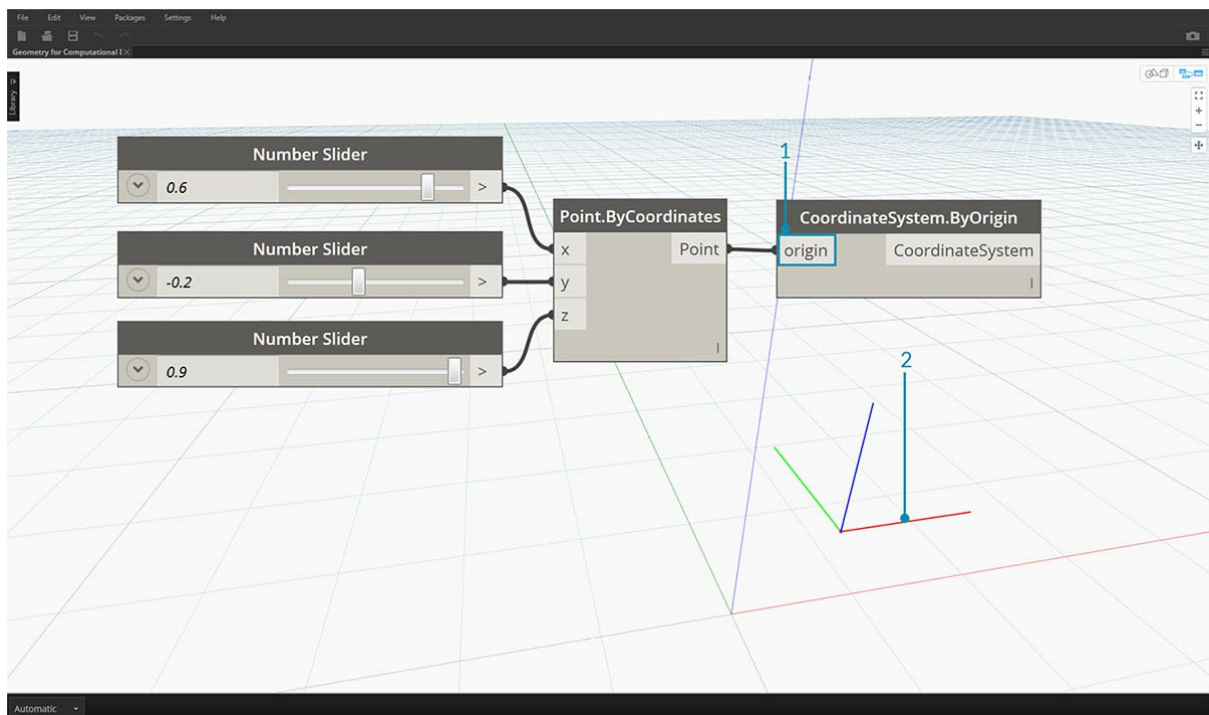 File Edit View Packages Settings Help
Geometry for Computational
Library
Number Slider
0.6 >
Number Slider
-0.2 >
Number Slider
0.9 >
Point.ByCoordinates
x Point
y
z
1
CoordinateSystem.ByOrigin
origin CoordinateSystem
2
Automatic